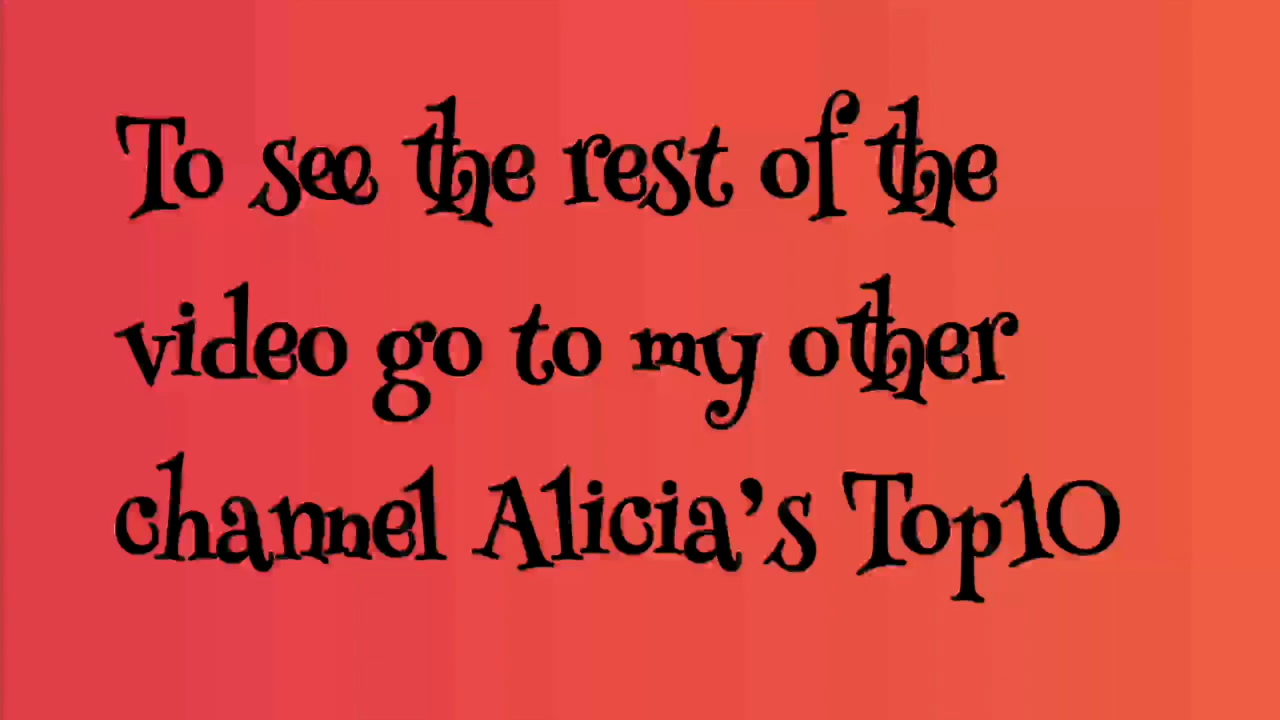 To see the rest of the
video go to my other
channel Alicia's Top10